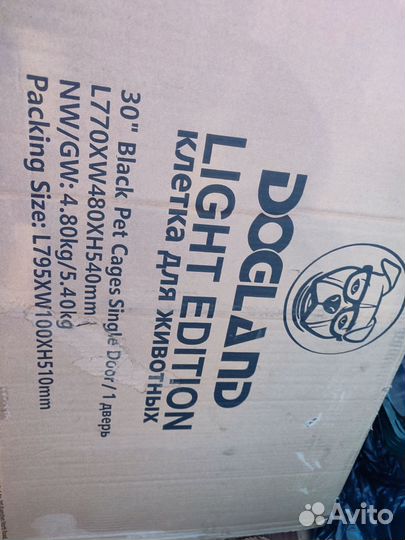 DOGLAND
LIGHT EDITION
клетка для животных
30" Black Pet Cages Single Door/1 дверь
L770XW480XH540mm
NW/GW: 4.80kg/5.40kg
Packing Size: L795XW100XH510mm
Avito